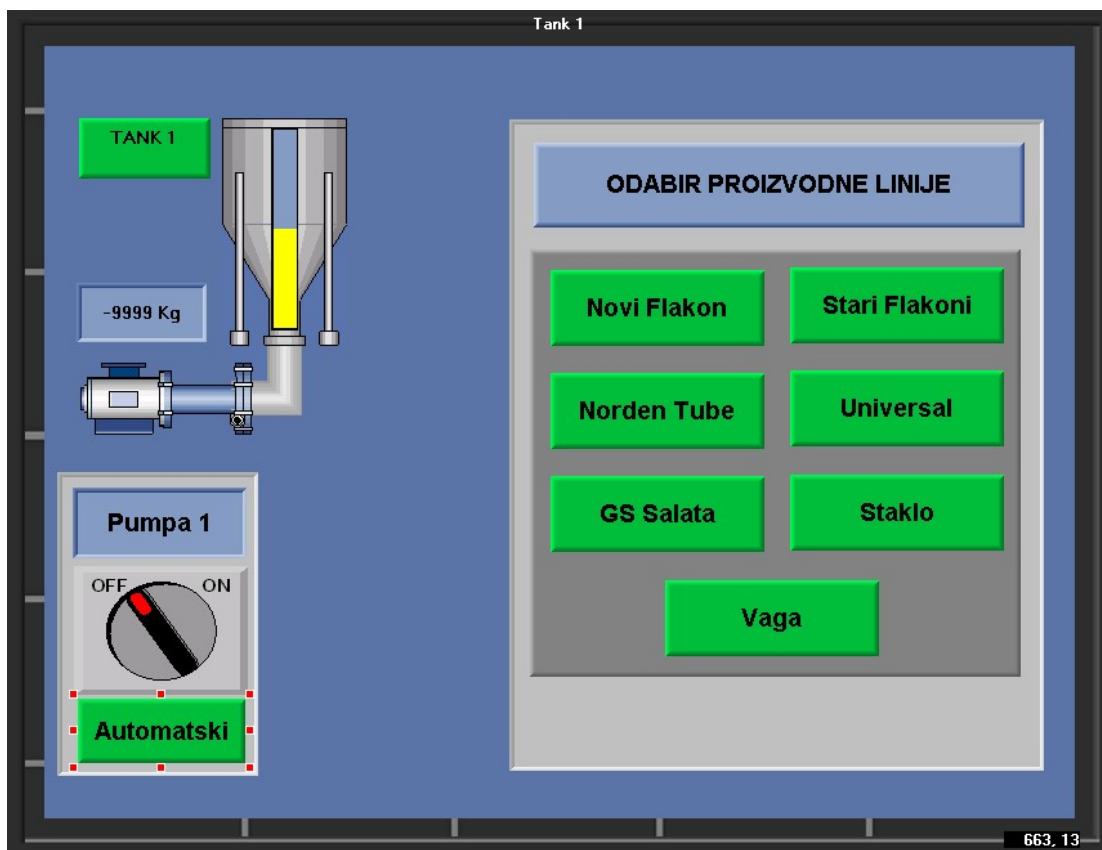 Tank 1
TANK 1
-9999 Kg
Pumpa 1
OFF ON
Automatski
ODABIR PROIZVODNE LINIJE
Novi Flakon
Stari Flakoni
Norden Tube
Universal
GS Salata
Staklo
Vaga
663, 13